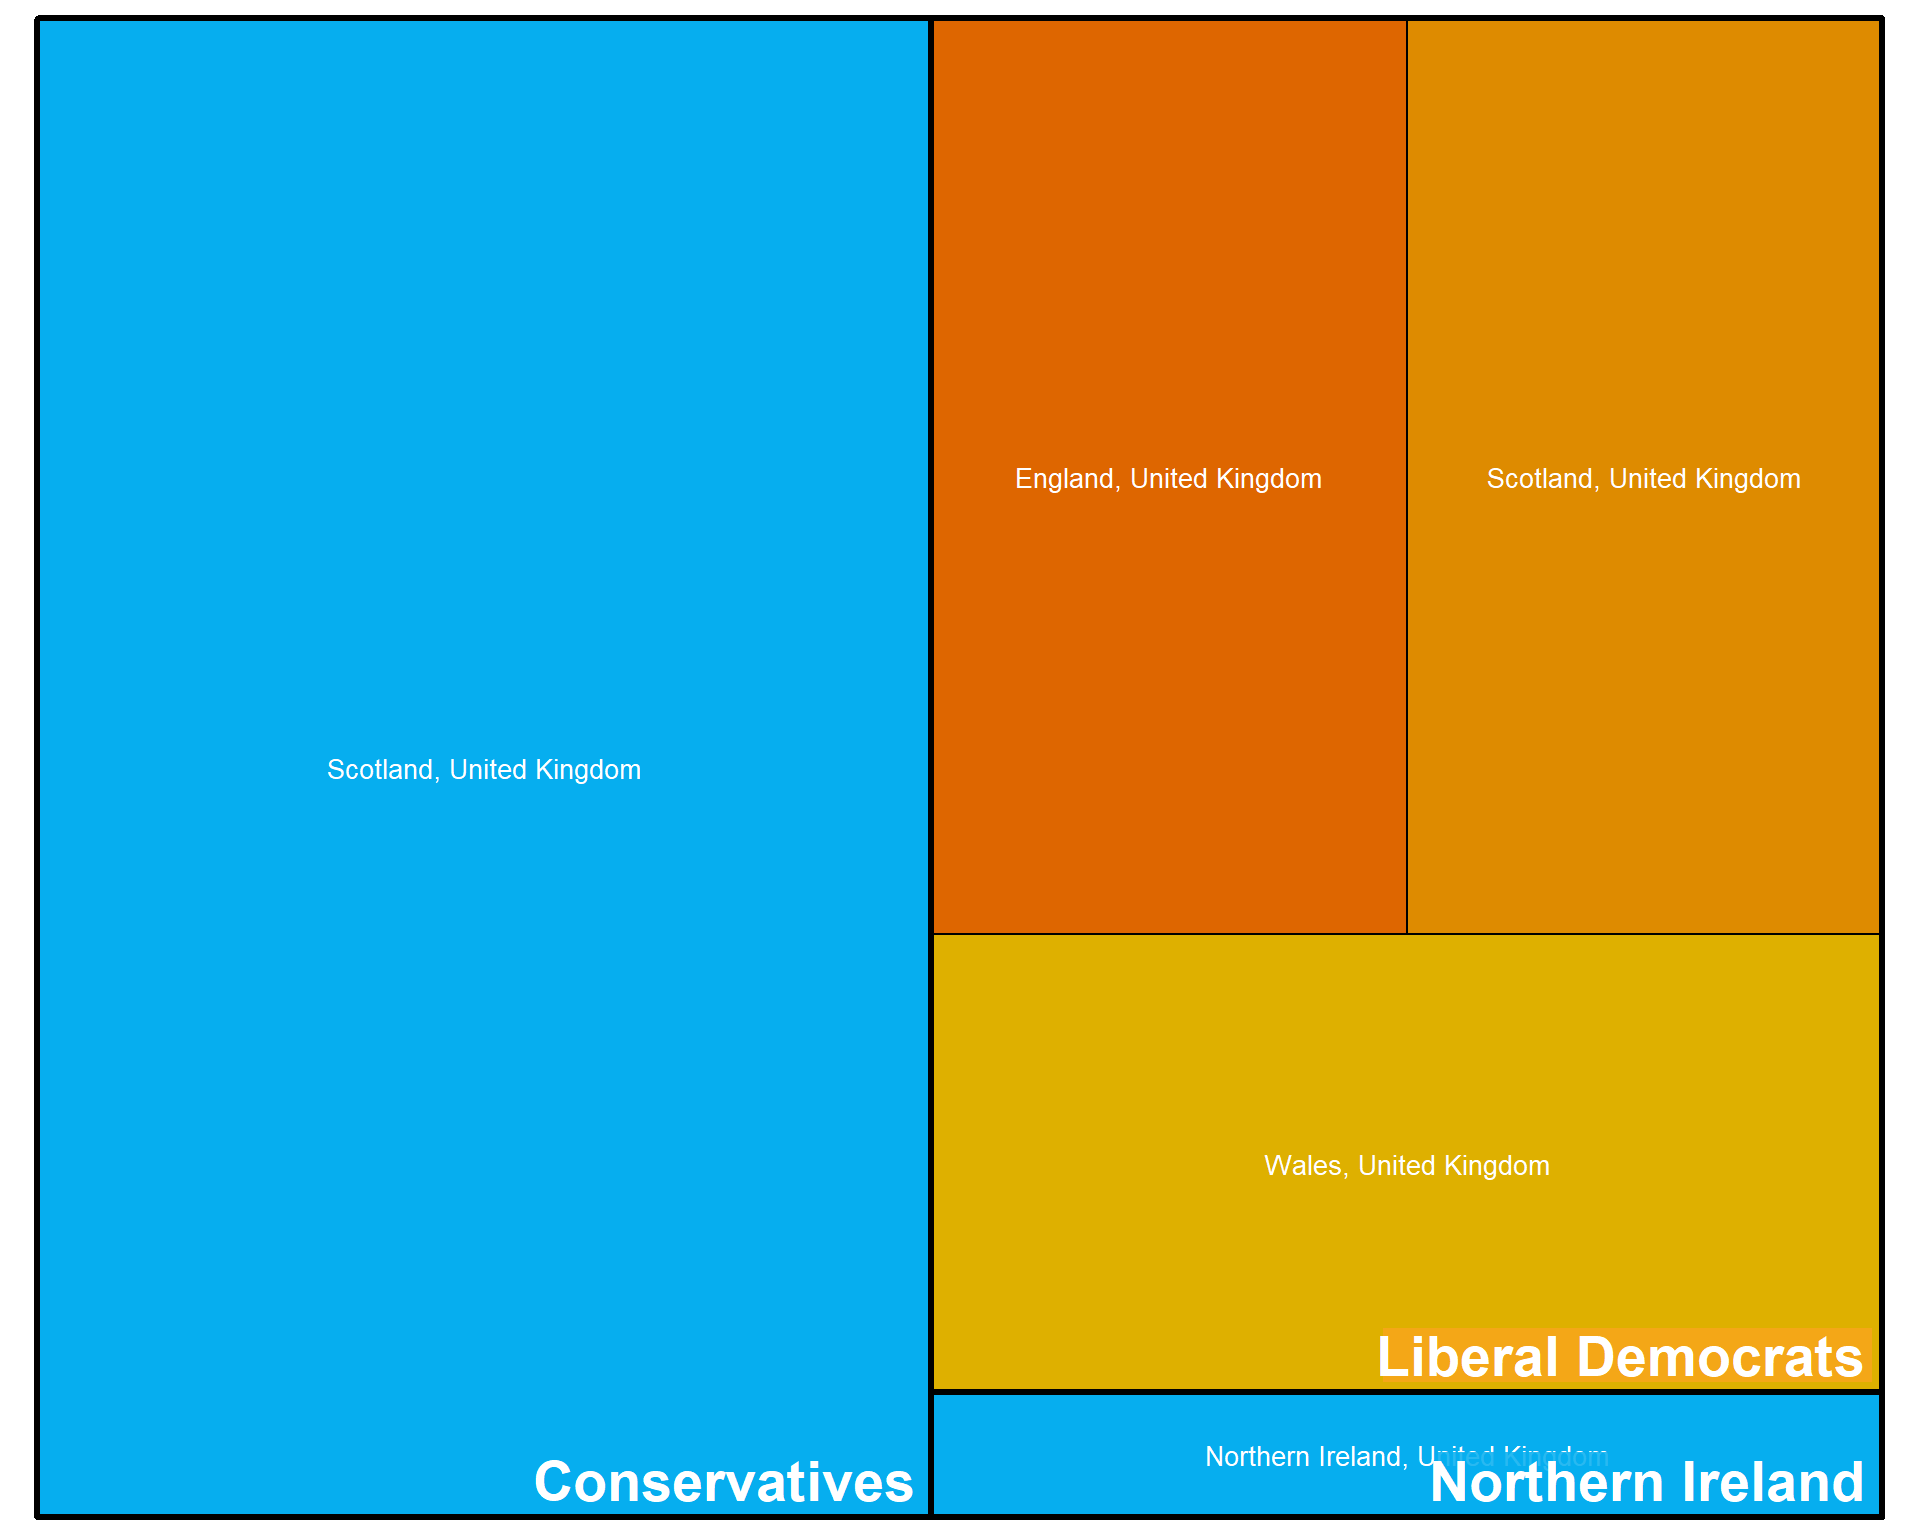 England, United Kingdom
Scotland, United Kingdom
Scotland, United Kingdom
Wales, United Kingdom
Liberal Democrats
Northern Ireland, United Kingdom
Conservatives
Northern Ireland